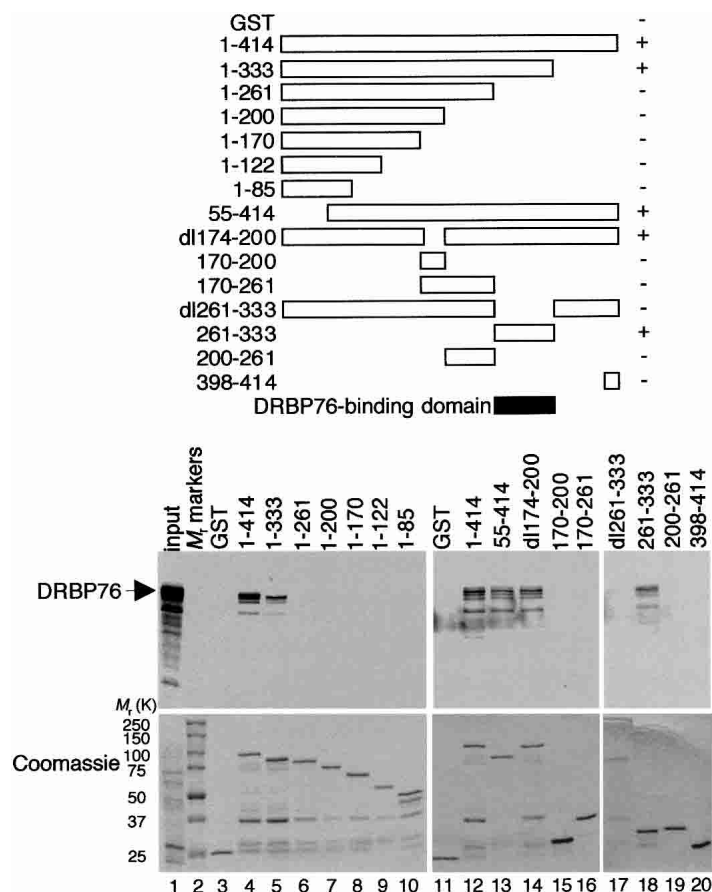 GST -
1-414 +
1-333 +
1-261 -
1-200 -
1-170 -
1-122 -
1-85 -
55-414 +
dl174-200 +
170-200 -
170-261 -
dl261-333 -
261-333 +
200-261 -
398-414 -
DRBP76-binding domain
input
Mr markers
GST
1-414
1-333
1-261
1-200
1-170
1-122
1-85
GST
1-414
55-414
dl174-200
170-200
170-261
dl261-333
261-333
200-261
398-414
DRBP76
Mr (K)
250
150
100
75
50
37
25
Coomassie
1 2 3 4 5 6 7 8 9 10 11 12 13 14 15 16 17 18 19 20